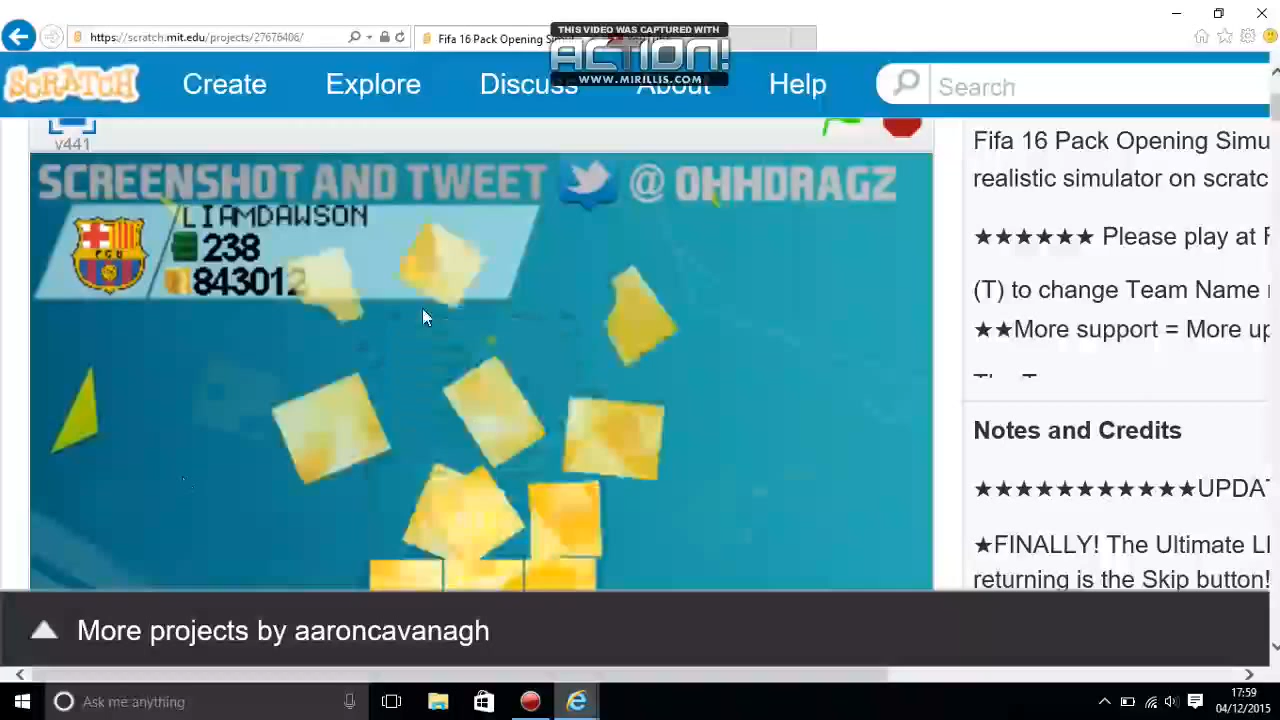 THIS VIDEO WAS CAPTURED WITH
ACTION!
WWW.MIRILLIS.COM
https://scratch.mit.edu/projects/27676406/
Fifa 16 Pack Opening
SCRATCH
Create
Explore
Discuss
About
Help
Search
v441
SCREENSHOT AND TWEET @ OHHDRAGZ
LIAMDAWSON
238
843012
FCB
Fifa 16 Pack Opening Simu
realistic simulator on scratc
★★★★★★ Please play at F
(T) to change Team Name
★★More support = More up
Notes and Credits
★★★★★★★★★★★UPDA
★FINALLY! The Ultimate LI
returning is the Skip button!
More projects by aaroncavanagh
Ask me anything
17:59
04/12/2015